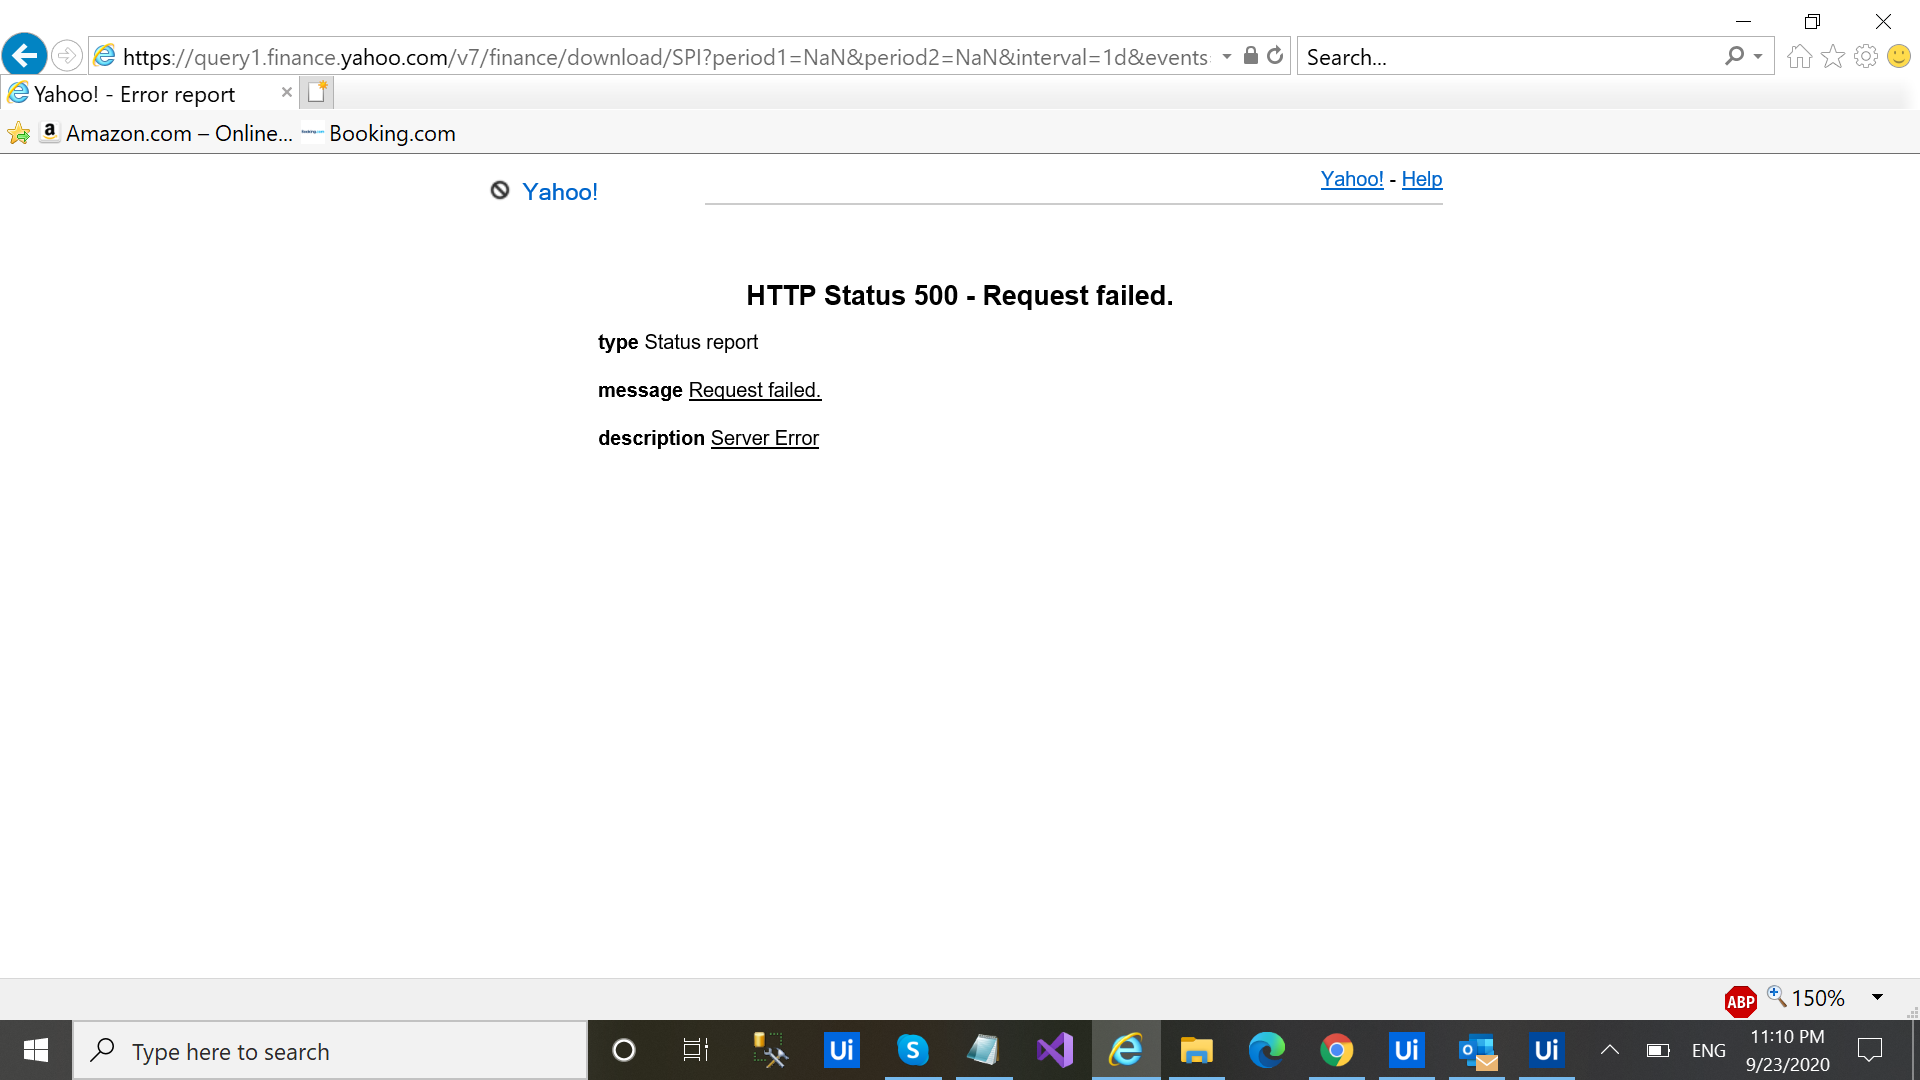 https://query1.finance.yahoo.com/v7/finance/download/SPI?period1=NaN&period2=NaN&interval=1d&events
Search...
Yahoo! - Error report
Amazon.com – Online...
Booking.com
Yahoo!
Yahoo! - Help
HTTP Status 500 - Request failed.
type Status report
message Request failed.
description Server Error
ABP
150%
Type here to search
Ui
S
Ui
Ui
ENG
11:10 PM
9/23/2020